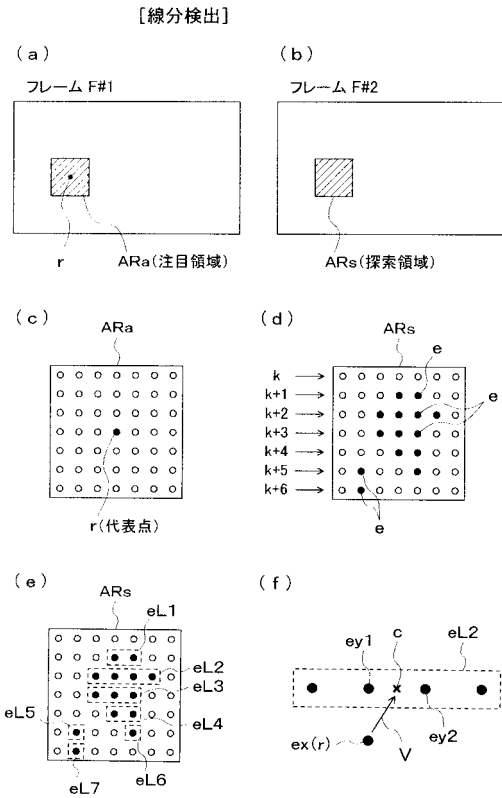 [線分検出]
(a)
(b)
フレーム F#1
フレーム F#2
r
ARa(注目領域)
ARs(探索領域)
(c)
(d)
ARa
ARs
e
k
k+1
k+2
e
k+3
k+4
k+5
k+6
r(代表点)
e
(e)
(f)
ARs
eL1
eL2
eL3
eL4
eL5
eL6
eL7
ey1
c
eL2
ex(r)
V
ey2